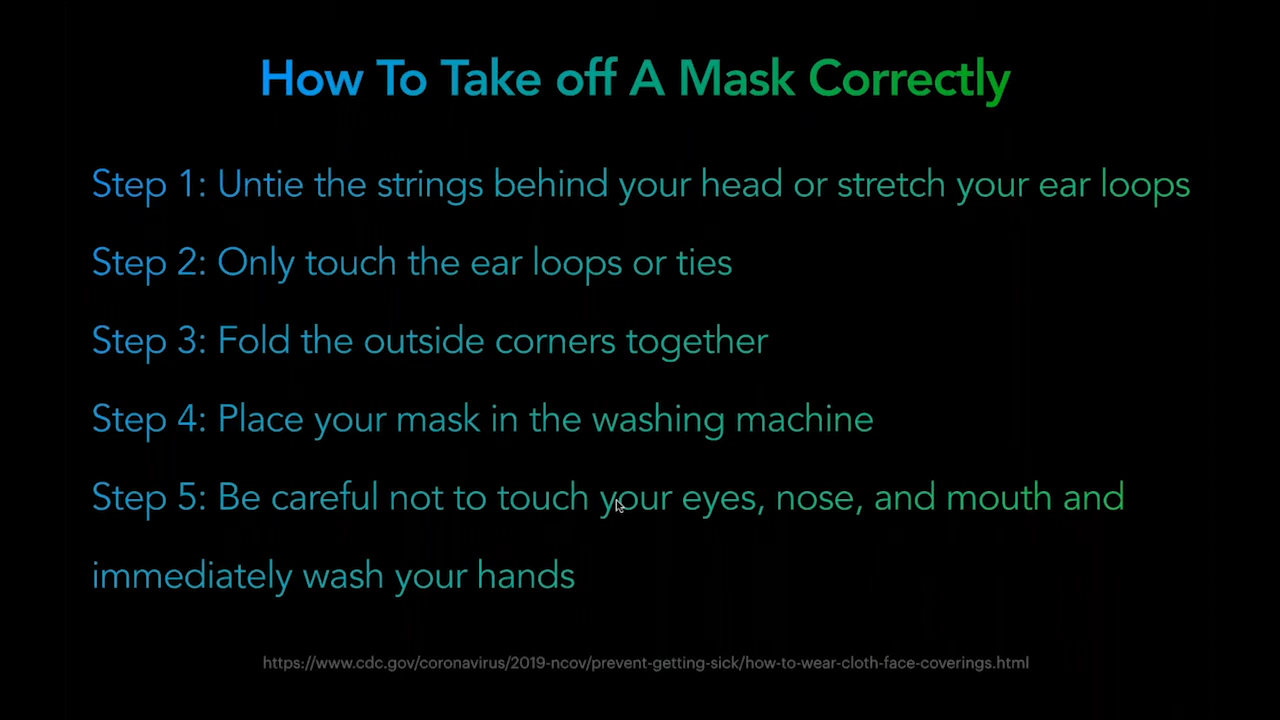 How To Take off A Mask Correctly
Step 1: Untie the strings behind your head or stretch your ear loops
Step 2: Only touch the ear loops or ties
Step 3: Fold the outside corners together
Step 4: Place your mask in the washing machine
Step 5: Be careful not to touch your eyes, nose, and mouth and
immediately wash your hands
https://www.cdc.gov/coronavirus/2019-ncov/prevent-getting-sick/how-to-wear-cloth-face-coverings.html